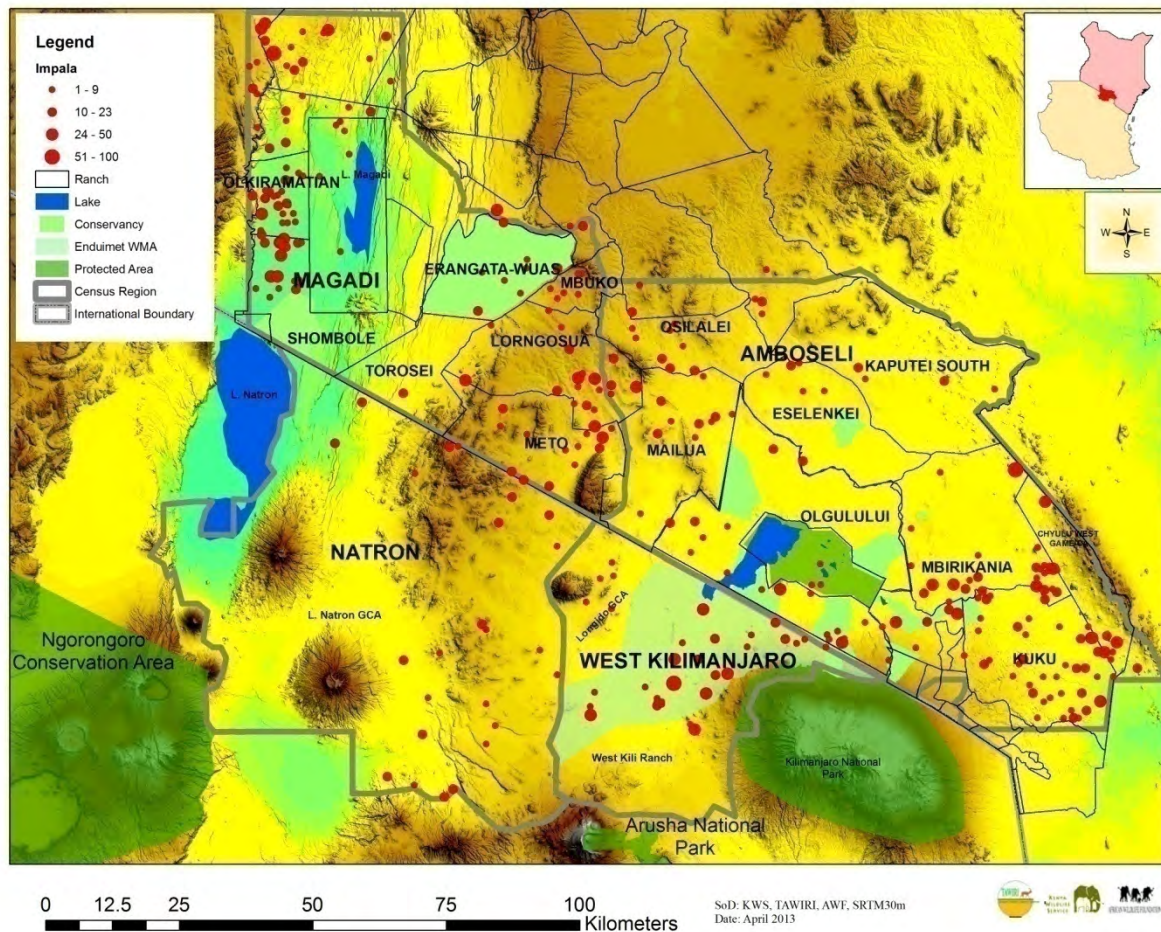 Legend
Impala
1 - 9
10 - 23
24 - 50
51 - 100
Ranch
Lake
Conservancy
Enduimet WMA
Protected Area
Census Region
International Boundary
N
W E
S
OLKIRAMATIAN
L. Magadi
MAGADI
ERANGATA-WUAS
MBUKO
SHOMBOLE
LORNGOSUA
OSILALEI
TOROSEI
AMBOSELI
KAPUTEI SOUTH
L. Natron
ESELENKEI
METO
MAILUA
OLGULULUI
CHYULU WEST
NATRON
MBIRIKANIA
L. Natron GCA
Longido GCA
Ngorongoro
Conservation Area
WEST KILIMANJARO
KUKU
West Kili Ranch
Kilimanjaro National
Park
Arusha National
Park
0 12.5 25 50 75 100
Kilometers
SoD: KWS, TAWIRI, AWF, SRTM30m
Date: April 2013
KENYA
WILDLIFE
SERVICE